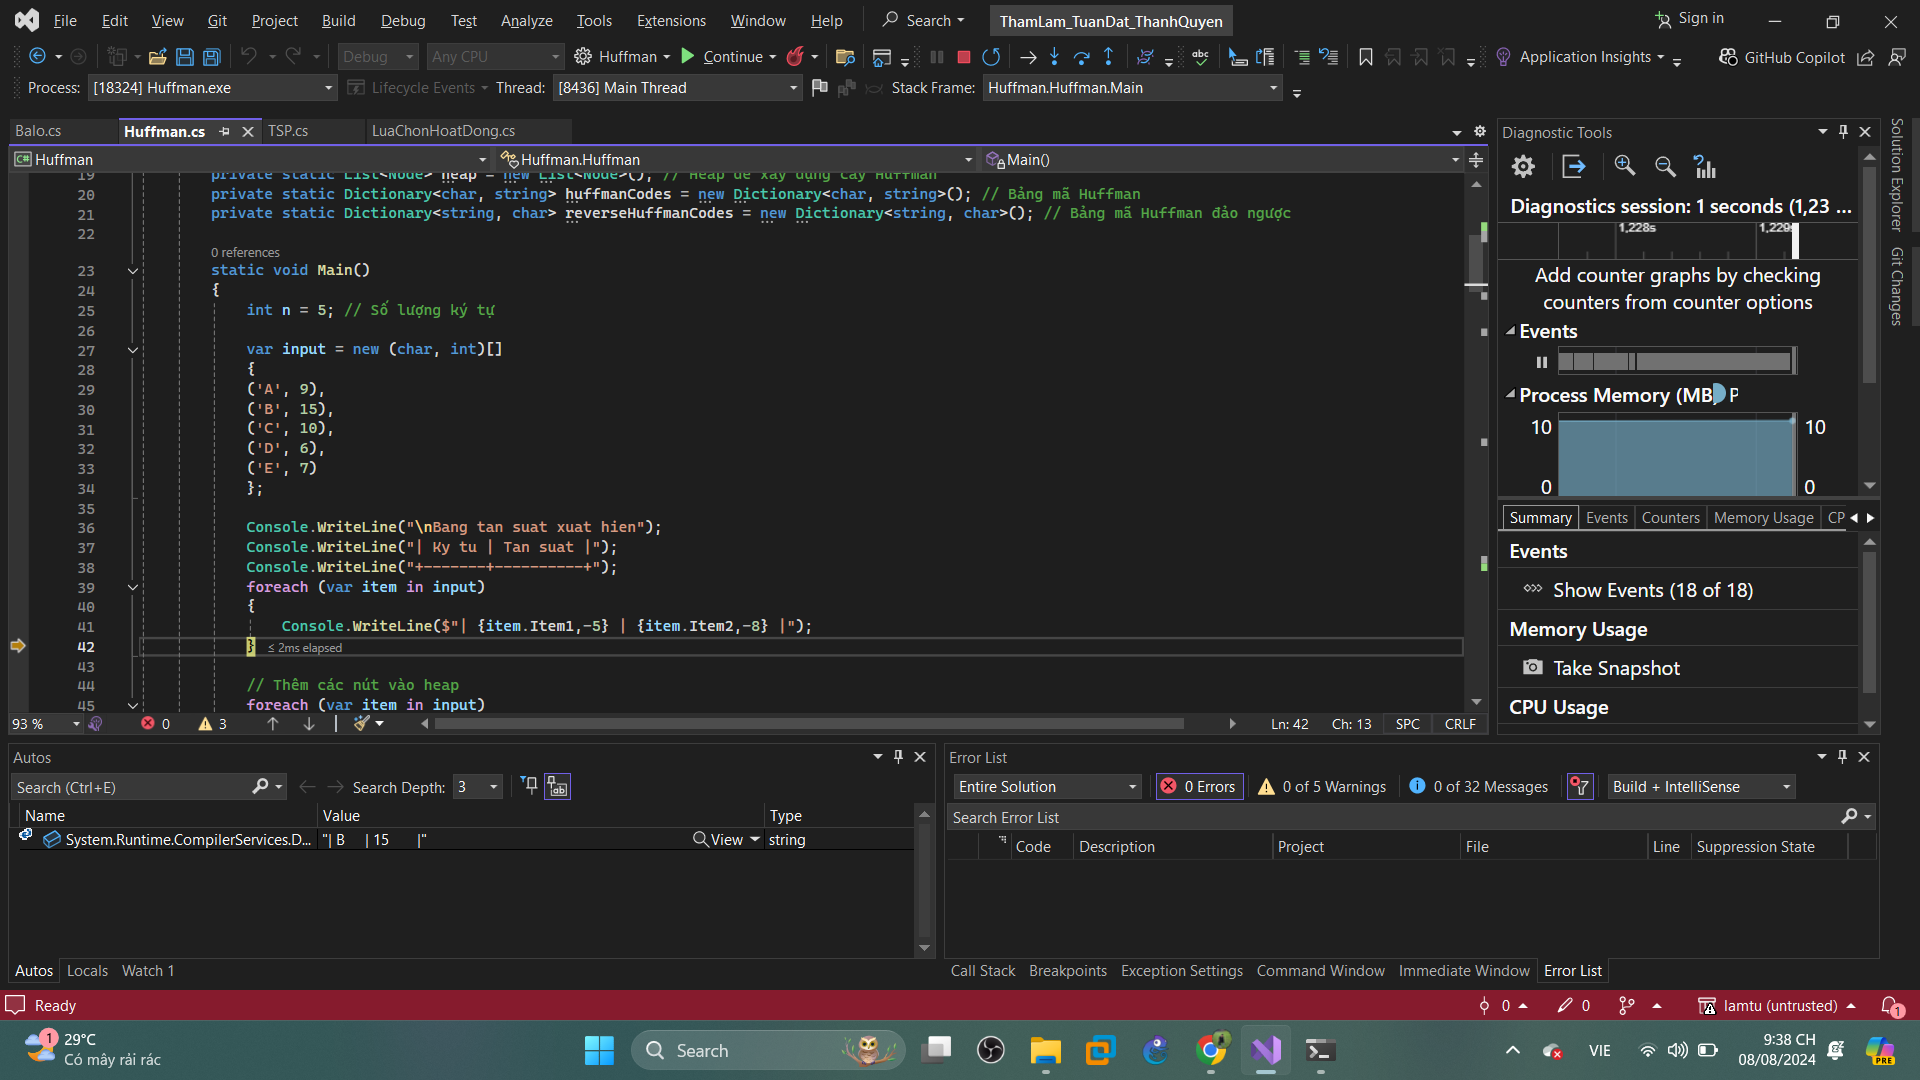 File Edit View Git Project Build Debug Test Analyze Tools Extensions Window Help Search ThamLam_TuanDat_ThanhQuyen Sign in
Debug Any CPU Huffman Continue Application Insights GitHub Copilot
Process: [18324] Huffman.exe Lifecycle Events Thread: [8436] Main Thread Stack Frame: Huffman.Huffman.Main
Balo.cs Huffman.cs TSP.cs LuaChonHoatDong.cs
Huffman Huffman.Huffman Main()
19 private static List<Node> heap = new List<Node>(); // Heap để xây dựng cây Huffman
20 private static Dictionary<char, string> huffmanCodes = new Dictionary<char, string>(); // Bảng mã Huffman
21 private static Dictionary<string, char> reverseHuffmanCodes = new Dictionary<string, char>(); // Bảng mã Huffman đảo ngược
22
0 references
23 static void Main()
24 {
25 int n = 5; // Số lượng ký tự
26
27 var input = new (char, int)[]
28 {
29 ('A', 9),
30 ('B', 15),
31 ('C', 10),
32 ('D', 6),
33 ('E', 7)
34 };
35
36 Console.WriteLine("\nBang tan suat xuat hien");
37 Console.WriteLine("| Ky tu | Tan suat |");
38 Console.WriteLine("+-------+----------+");
39 foreach (var item in input)
40 {
41 Console.WriteLine($"| {item.Item1,-5} | {item.Item2,-8} |");
42 } ≤ 2ms elapsed
43
44 // Thêm các nút vào heap
45 foreach (var item in input)
93 % 0 3 Ln: 42 Ch: 13 SPC CRLF
Diagnostic Tools
Diagnostics session: 1 seconds (1,23 ...
1,228s 1,229s
Add counter graphs by checking
counters from counter options
Events
Process Memory (MB) P
10 10
0 0
Summary Events Counters Memory Usage CP
Events
Show Events (18 of 18)
Memory Usage
Take Snapshot
CPU Usage
Solution Explorer
Git Changes
Autos
Search (Ctrl+E) Search Depth: 3
Name Value Type
System.Runtime.CompilerServices.D... "| B | 15 |" View string
Autos Locals Watch 1
Error List
Entire Solution 0 Errors 0 of 5 Warnings 0 of 32 Messages Build + IntelliSense
Search Error List
Code Description Project File Line Suppression State
Call Stack Breakpoints Exception Settings Command Window Immediate Window Error List
Ready 0 0 lamtu (untrusted) 1
1 29°C
Có mây rải rác
Search
VIE
PRE
9:38 CH
08/08/2024